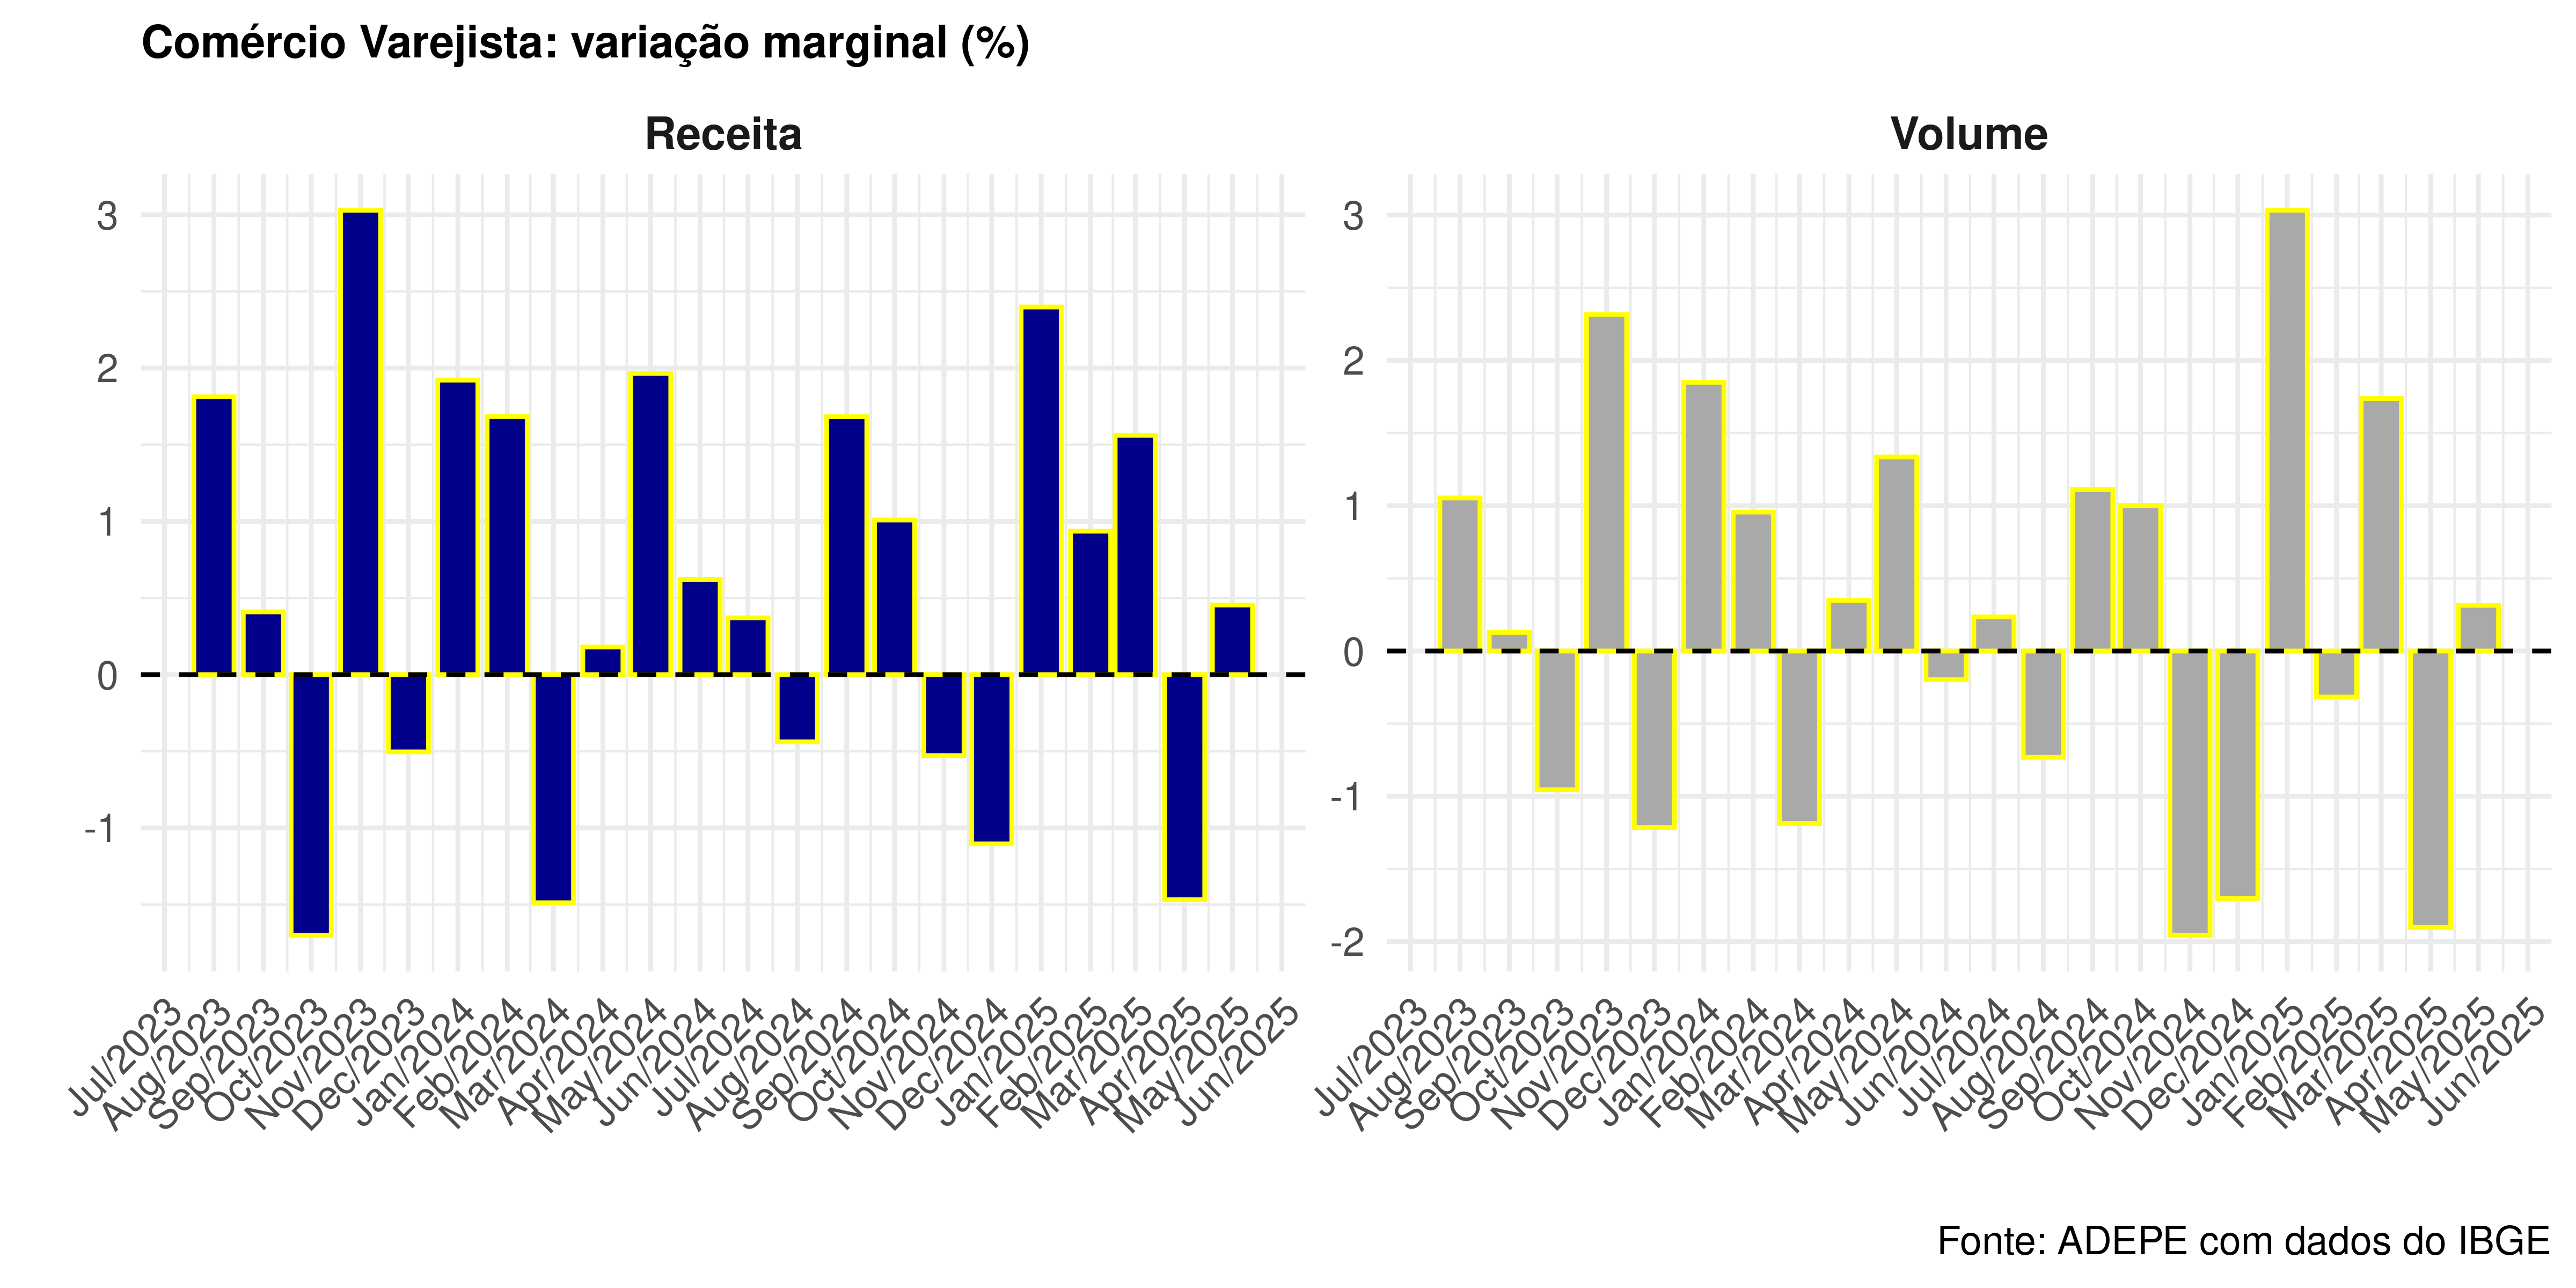 Comércio Varejista: variação marginal (%)
Receita
3
2
1
0
-1
Jul/2023
Aug/2023
Sep/2023
Oct/2023
Nov/2023
Dec/2023
Jan/2024
Feb/2024
Mar/2024
Apr/2024
May/2024
Jun/2024
Jul/2024
Aug/2024
Sep/2024
Oct/2024
Nov/2024
Dec/2024
Jan/2025
Feb/2025
Mar/2025
Apr/2025
May/2025
Jun/2025
Volume
3
2
1
0
-1
-2
Jul/2023
Aug/2023
Sep/2023
Oct/2023
Nov/2023
Dec/2023
Jan/2024
Feb/2024
Mar/2024
Apr/2024
May/2024
Jun/2024
Jul/2024
Aug/2024
Sep/2024
Oct/2024
Nov/2024
Dec/2024
Jan/2025
Feb/2025
Mar/2025
Apr/2025
May/2025
Jun/2025
Fonte: ADEPE com dados do IBGE